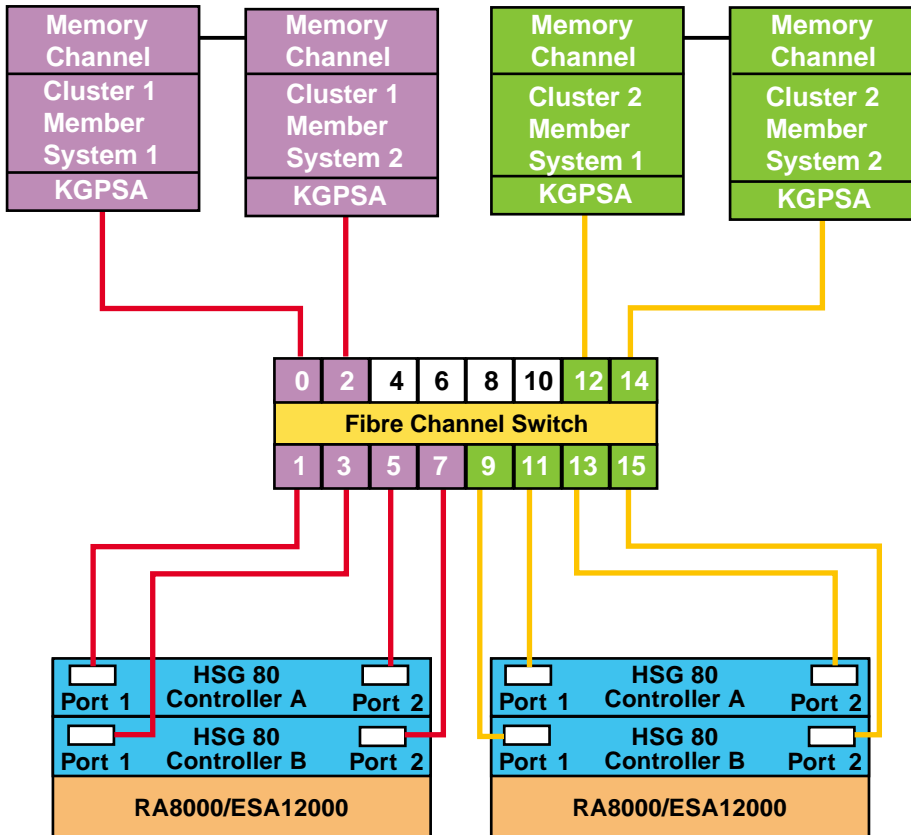 Memory
Channel
Cluster 1
Member
System 1
KGPSA
Memory
Channel
Cluster 1
Member
System 2
KGPSA
Memory
Channel
Cluster 2
Member
System 1
KGPSA
Memory
Channel
Cluster 2
Member
System 2
KGPSA
0 2 4 6 8 10 12 14
Fibre Channel Switch
1 3 5 7 9 11 13 15
HSG 80
Port 1 Controller A Port 2
HSG 80
Port 1 Controller B Port 2
RA8000/ESA12000
HSG 80
Port 1 Controller A Port 2
HSG 80
Port 1 Controller B Port 2
RA8000/ESA12000